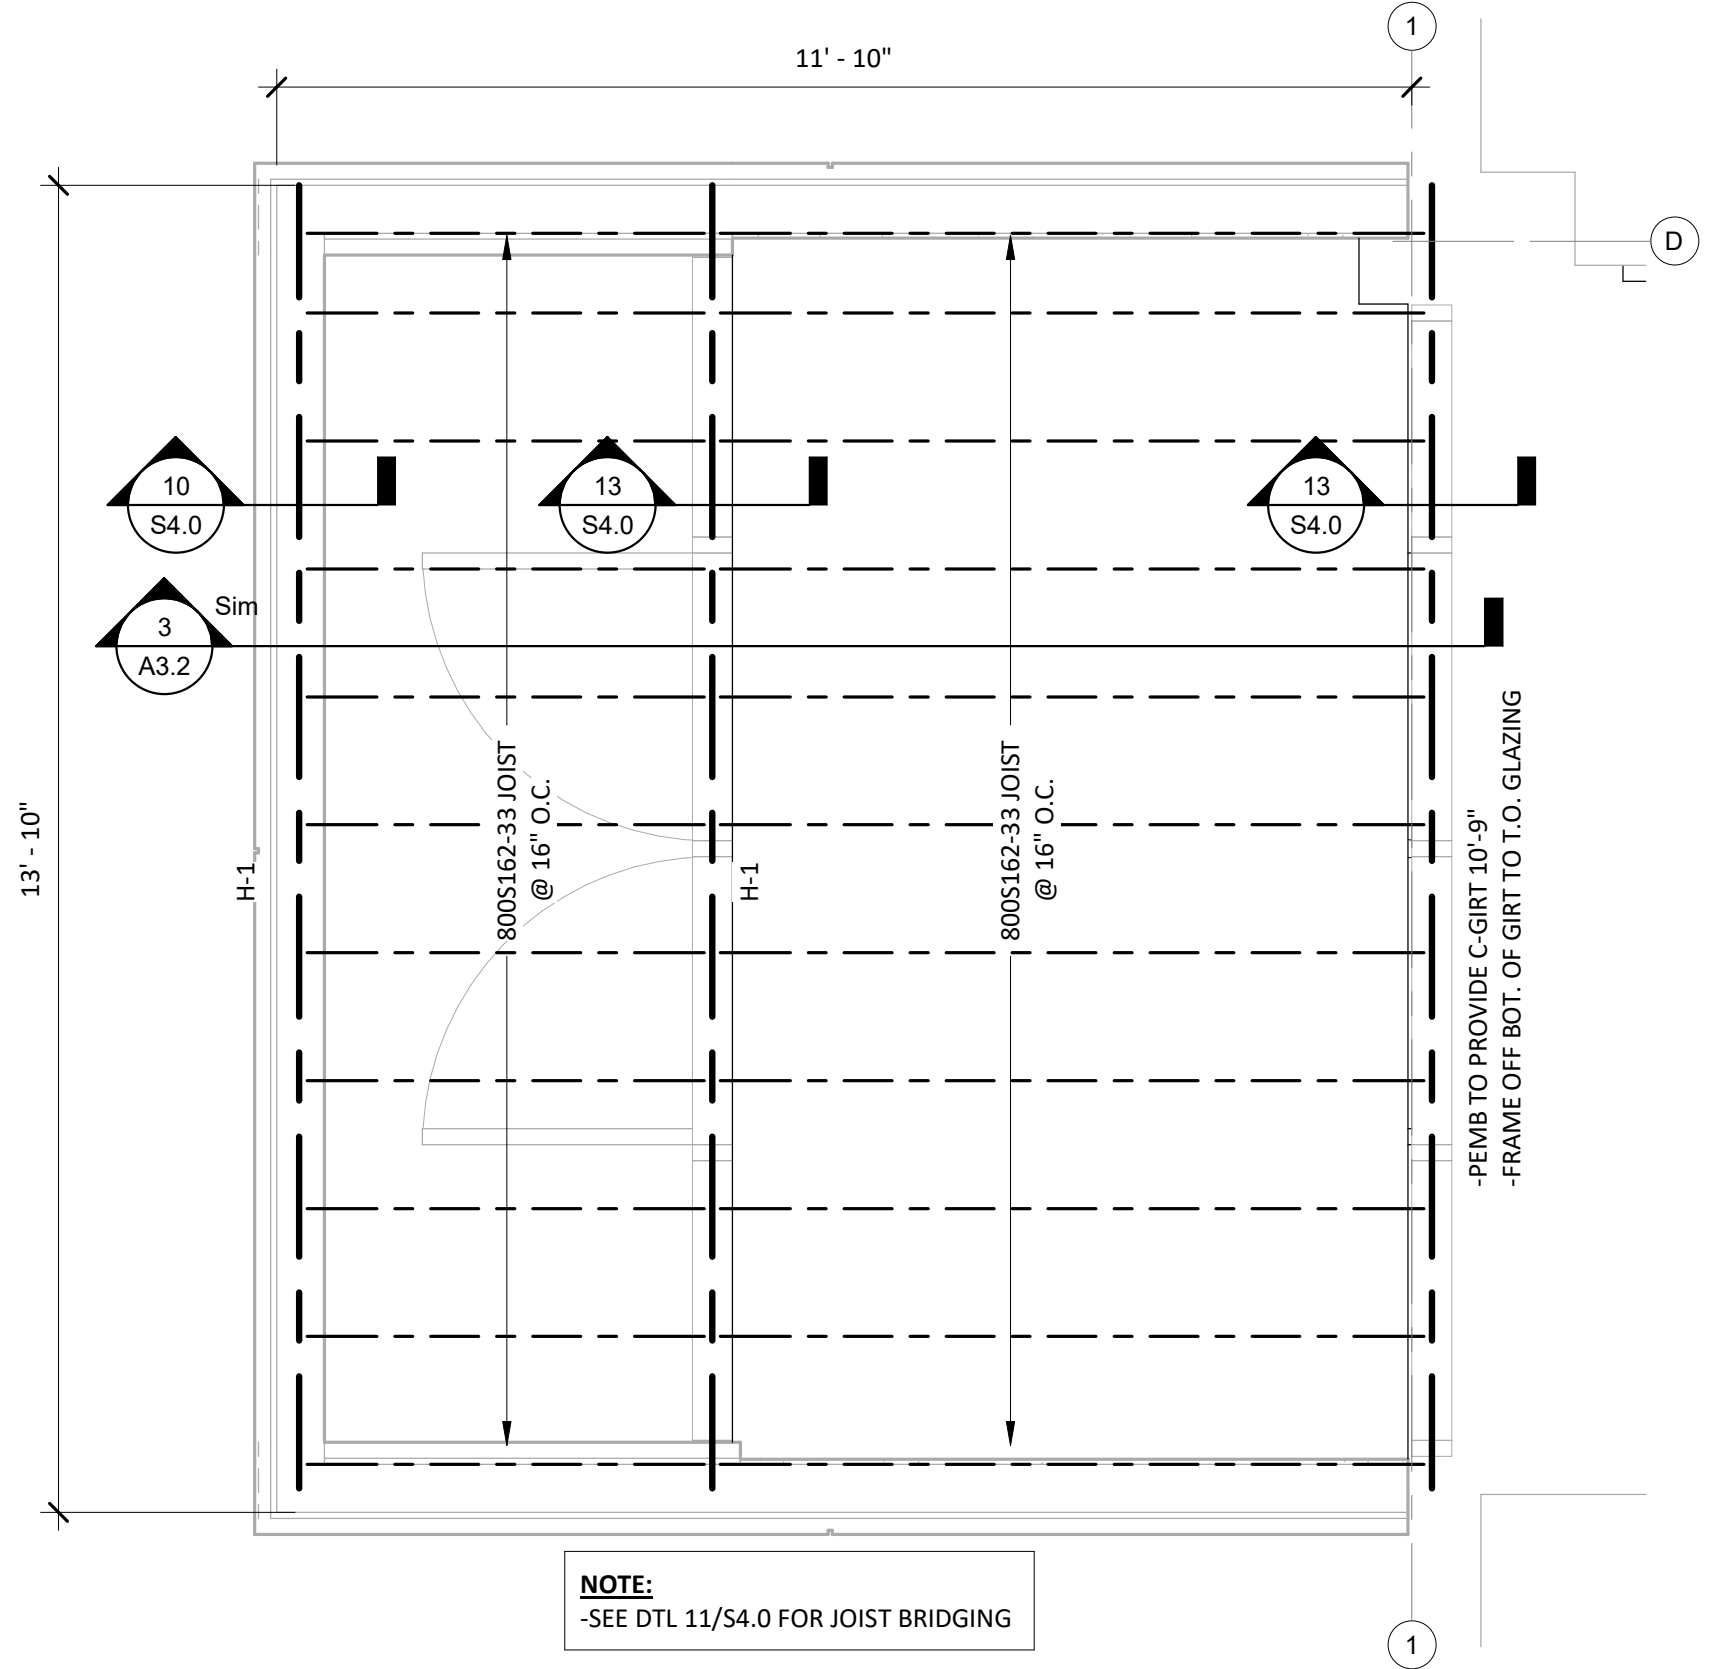 1
11' - 10"
D
10
S4.0
13
S4.0
13
S4.0
Sim
3
A3.2
13' - 10"
H-1
800S162-33 JOIST
@ 16" O.C.
H-1
800S162-33 JOIST
@ 16" O.C.
-PEMB TO PROVIDE C-GIRT 10'-9"
-FRAME OFF BOT. OF GIRT TO T.O. GLAZING
NOTE:
-SEE DTL 11/S4.0 FOR JOIST BRIDGING
1